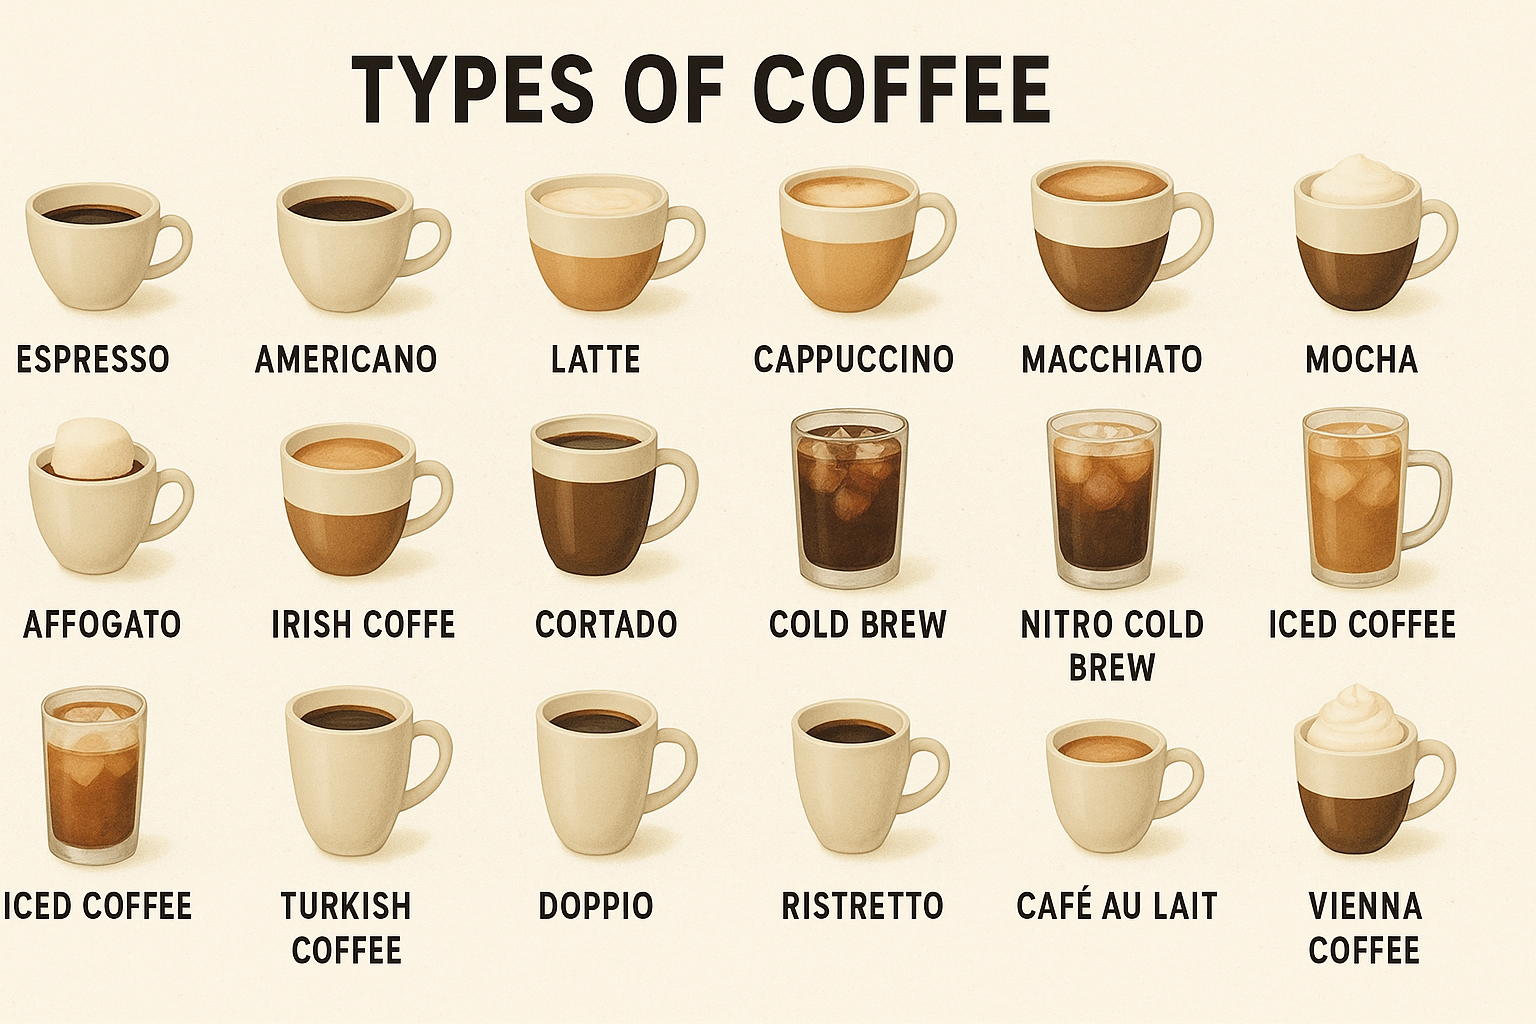 TYPES OF COFFEE
ESPRESSO
AMERICANO
LATTE
CAPPUCCINO
MACCHIATO
MOCHA
AFFOGATO
IRISH COFFE
CORTADO
COLD BREW
NITRO COLD
BREW
ICED COFFEE
ICED COFFEE
TURKISH
COFFEE
DOPPIO
RISTRETTO
CAFÉ AU LAIT
VIENNA
COFFEE